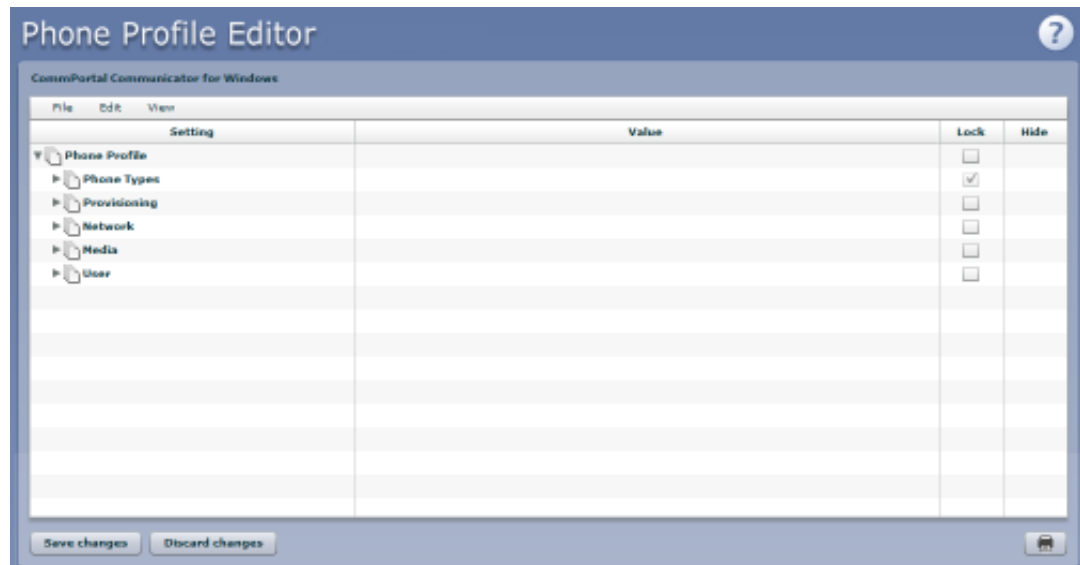 Phone Profile Editor
?
CommPortal Communicator for Windows
File Edit View
Setting Value Lock Hide
Phone Profile
Phone Types
Provisioning
Network
Media
User
Save changes Discard changes